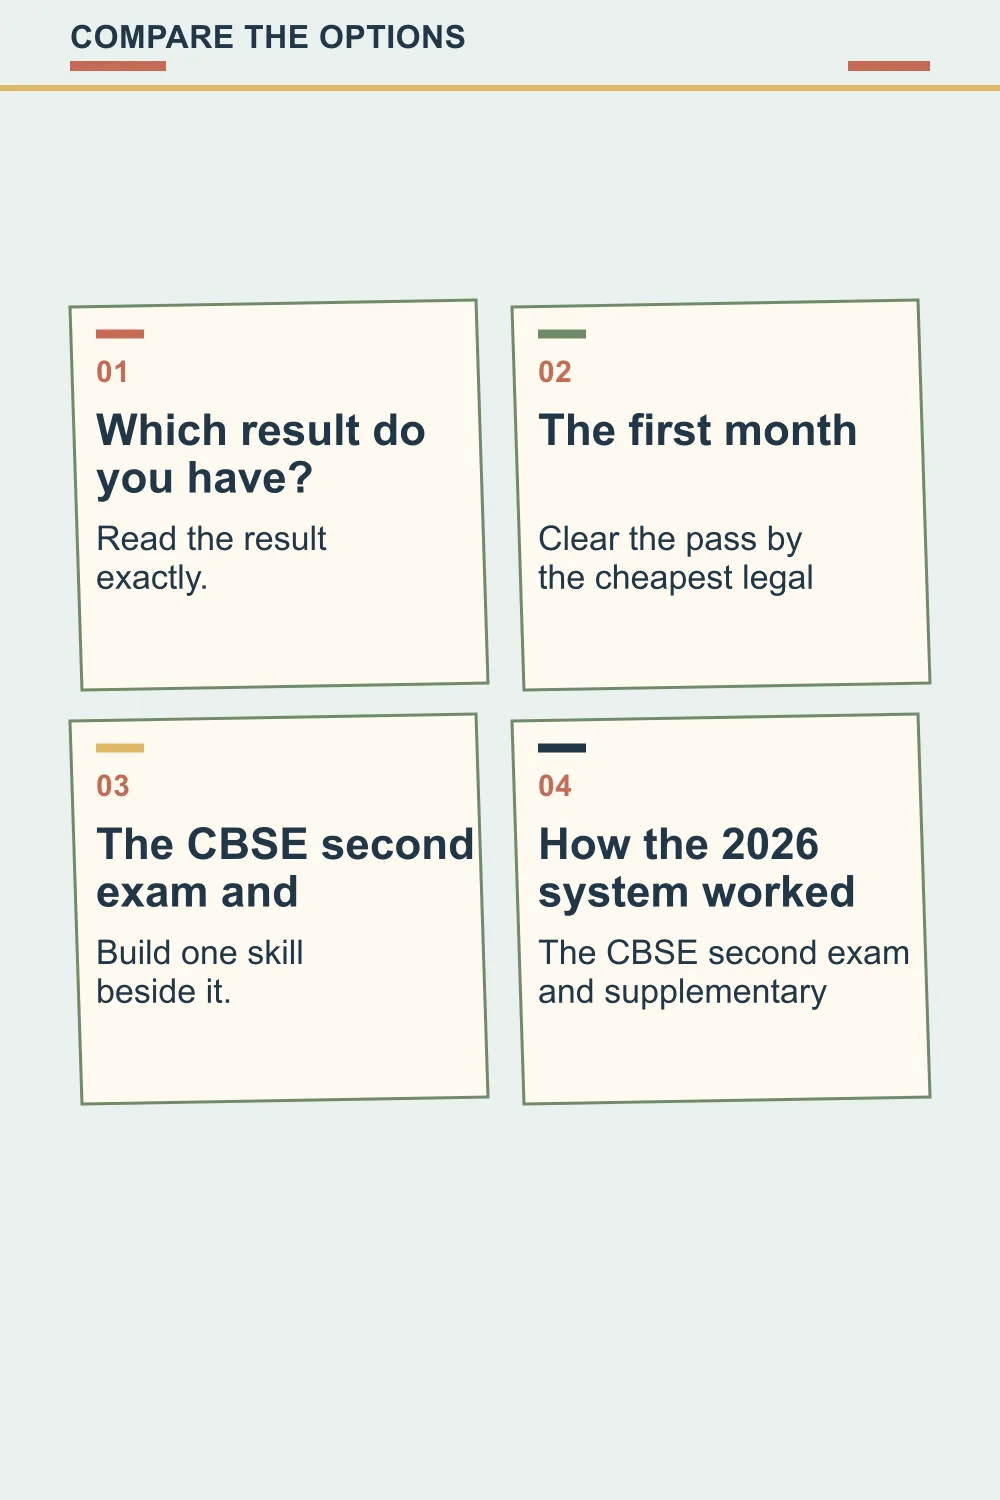 COMPARE THE OPTIONS
01
Which result do
you have?
Read the result
exactly.
02
The first month
Clear the pass by
the cheapest legal
03
The CBSE second
exam and
Build one skill
beside it.
04
How the 2026
system worked
The CBSE second exam
and supplementary